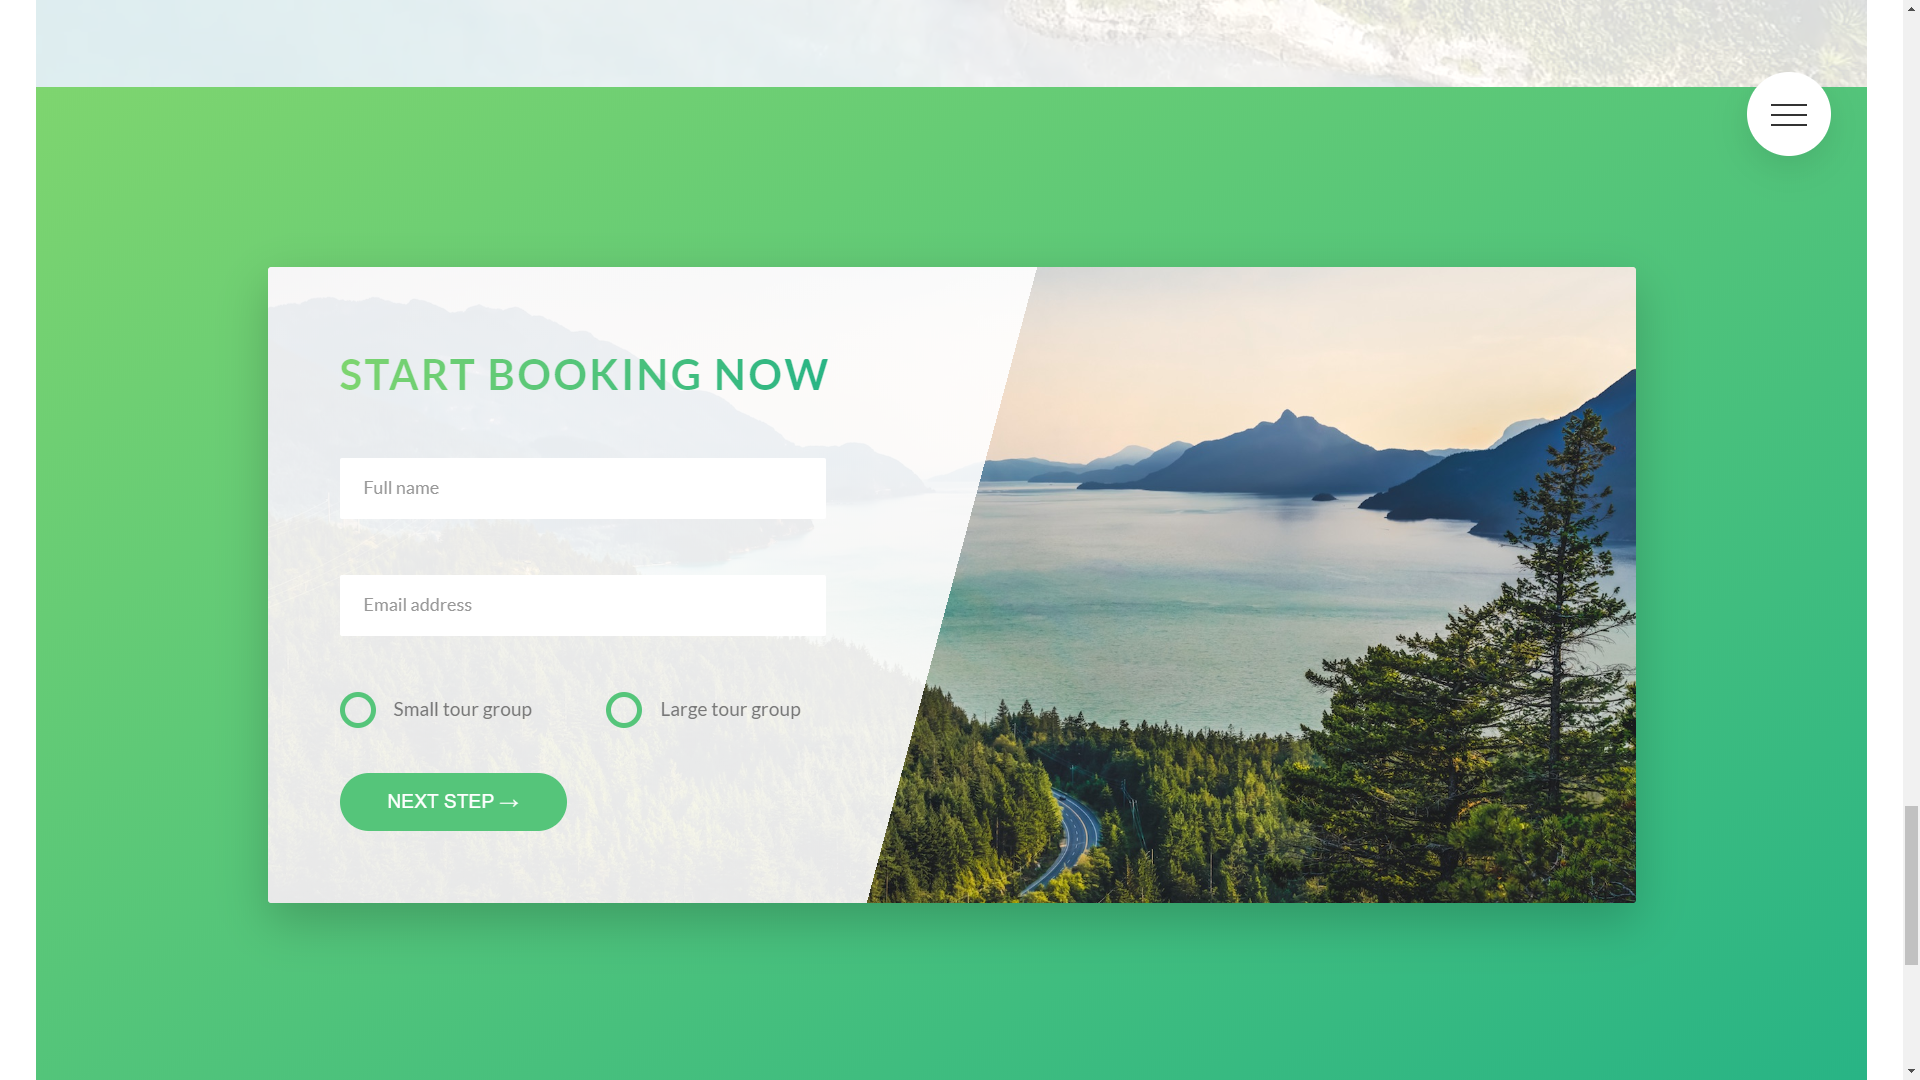 START BOOKING NOW
Full name
Email address
Small tour group
Large tour group
NEXT STEP →